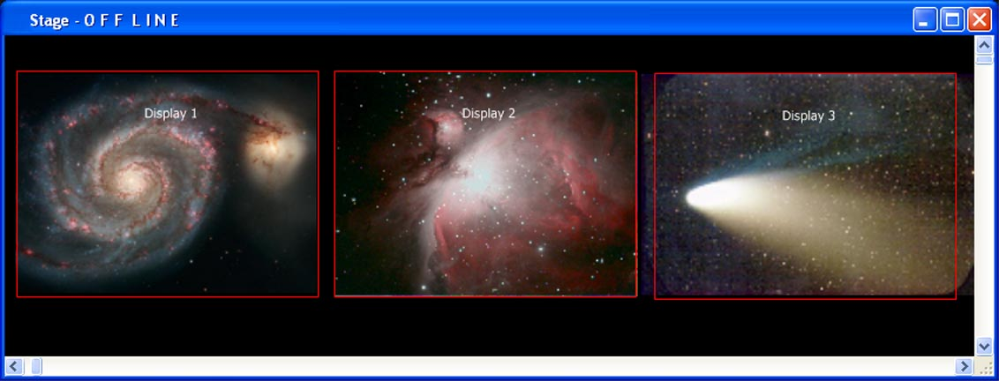 Stage - O F F L I N E
Display 1
Display 2
Display 3